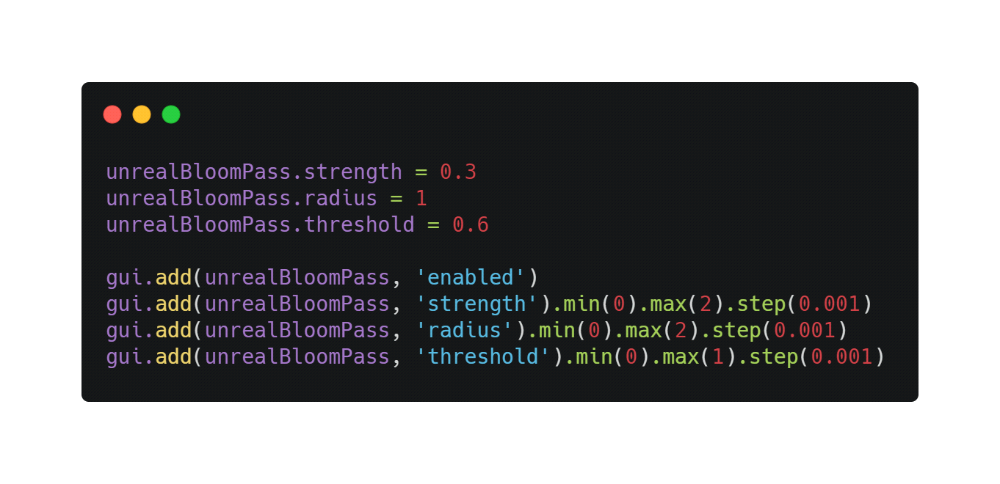 unrealBloomPass.strength = 0.3
unrealBloomPass.radius = 1
unrealBloomPass.threshold = 0.6
gui.add(unrealBloomPass, 'enabled')
gui.add(unrealBloomPass, 'strength').min(0).max(2).step(0.001)
gui.add(unrealBloomPass, 'radius').min(0).max(2).step(0.001)
gui.add(unrealBloomPass, 'threshold').min(0).max(1).step(0.001)